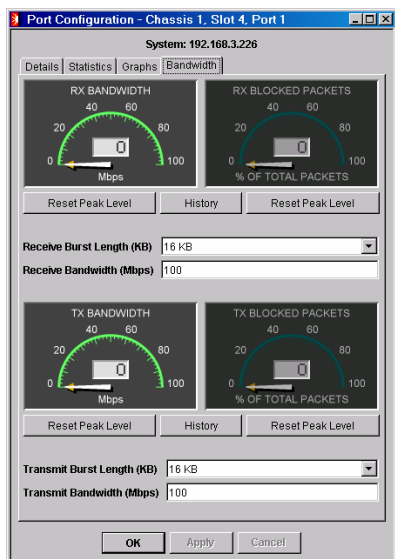 Port Configuration - Chassis 1, Slot 4, Port 1
System: 192.168.3.226
Details Statistics Graphs Bandwidth
RX BANDWIDTH
0 20 40 60 80 100
0
Mbps
RX BLOCKED PACKETS
0 20 40 60 80 100
0
% OF TOTAL PACKETS
Reset Peak Level History Reset Peak Level
Receive Burst Length (KB) 16 KB
Receive Bandwidth (Mbps) 100
TX BANDWIDTH
0 20 40 60 80 100
0
Mbps
TX BLOCKED PACKETS
0 20 40 60 80 100
0
% OF TOTAL PACKETS
Reset Peak Level History Reset Peak Level
Transmit Burst Length (KB) 16 KB
Transmit Bandwidth (Mbps) 100
OK Apply Cancel